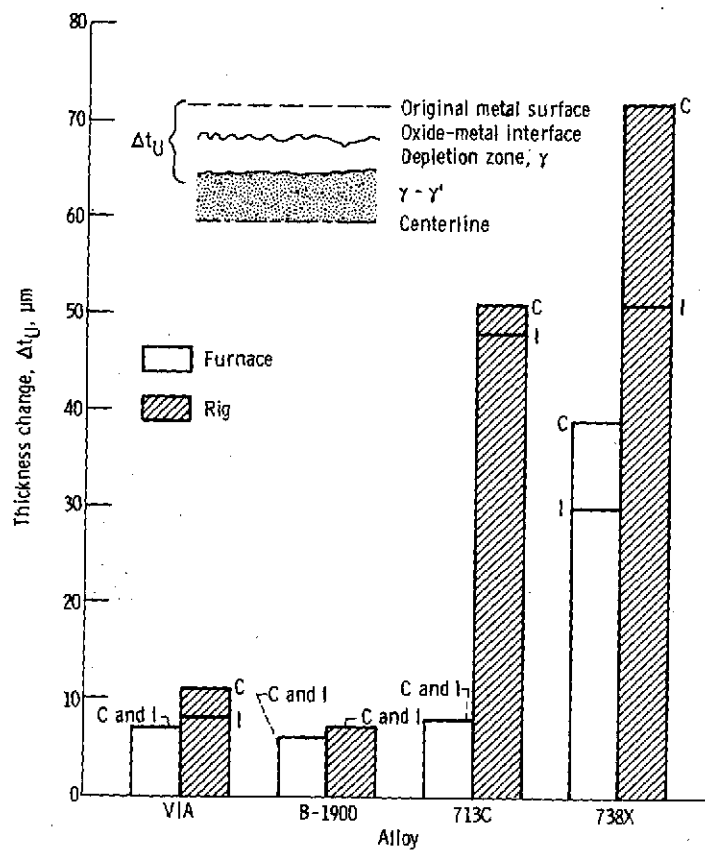 80
70
60
50
40
30
20
10
0
Thickness change, Δt_U, µm
Δt_U
Original metal surface
Oxide-metal interface
Depletion zone, γ
γ - γ'
Centerline
Furnace
Rig
C and I
C
I
C and I
C and I
C and I
C
I
C
I
C
I
VIA
B-1900
713C
738X
Alloy